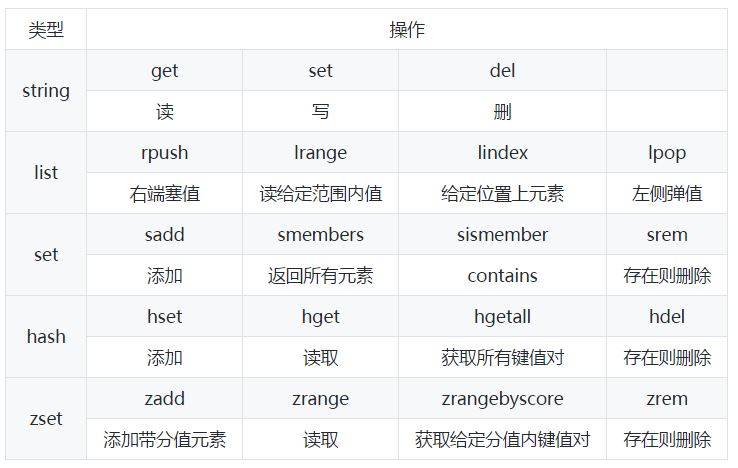 类型 操作
string get set del
读 写 删
list rpush lrange lindex lpop
右端塞值 读给定范围内值 给定位置上元素 左侧弹值
set sadd smembers sismember srem
添加 返回所有元素 contains 存在则删除
hash hset hget hgetall hdel
添加 读取 获取所有键值对 存在则删除
zset zadd zrange zrangebyscore zrem
添加带分值元素 读取 获取给定分值内键值对 存在则删除